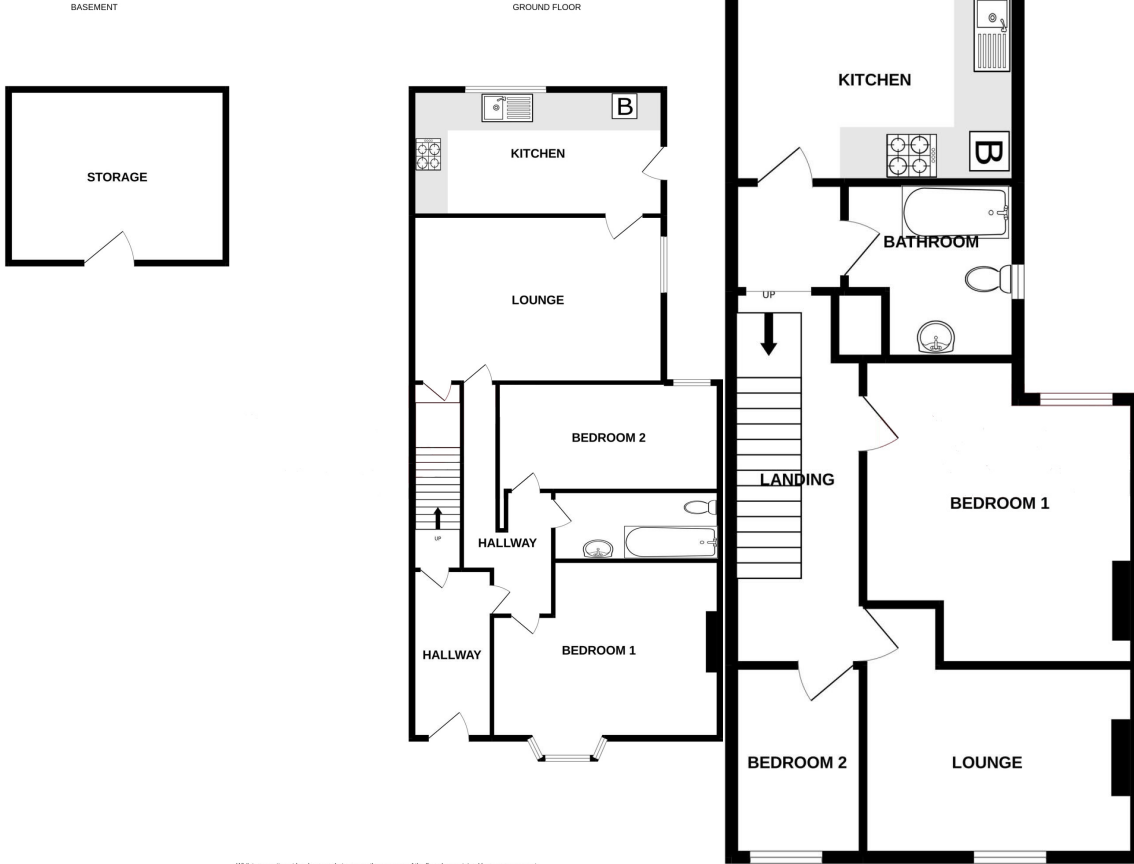 BASEMENT
GROUND FLOOR
STORAGE
B
KITCHEN
LOUNGE
BEDROOM 2
HALLWAY
UP
HALLWAY
BEDROOM 1
KITCHEN
B
BATHROOM
UP
LANDING
BEDROOM 1
BEDROOM 2
LOUNGE